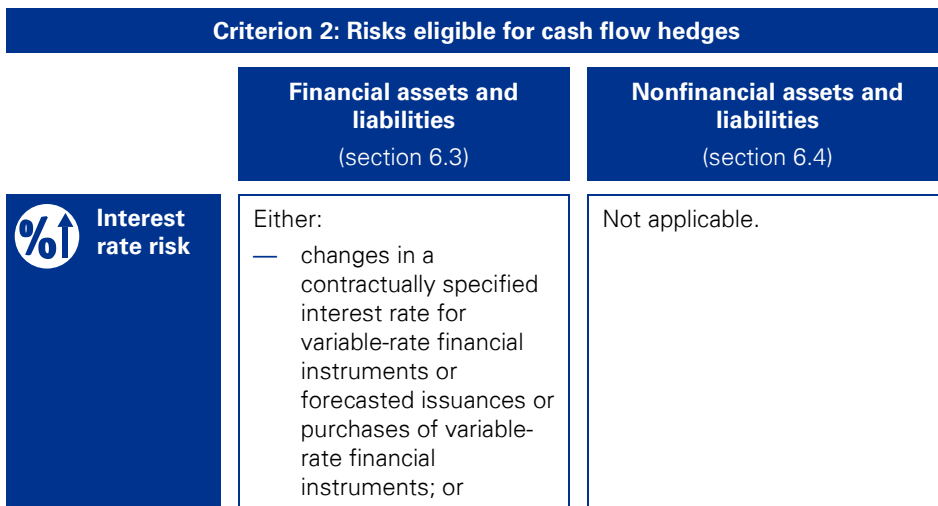 Criterion 2: Risks eligible for cash flow hedges
Financial assets and
liabilities
(section 6.3)
Nonfinancial assets and
liabilities
(section 6.4)
%
Interest
rate risk
Either:
— changes in a
contractually specified
interest rate for
variable-rate financial
instruments or
forecasted issuances or
purchases of variable-
rate financial
instruments; or
Not applicable.